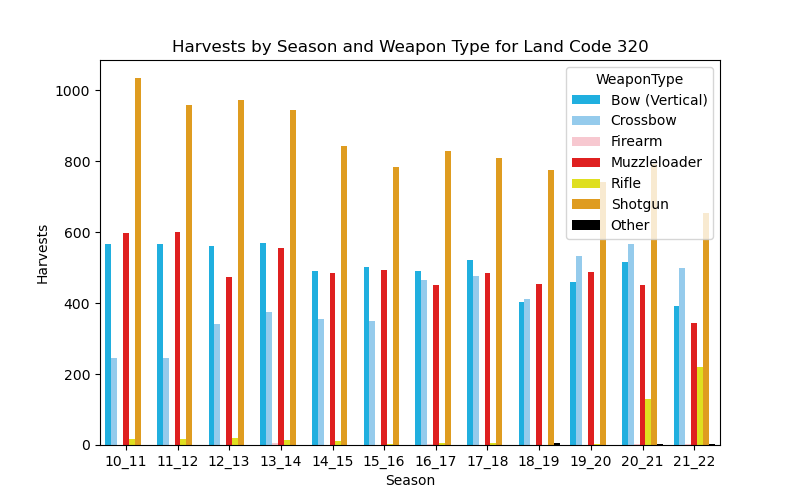 Harvests by Season and Weapon Type for Land Code 320
WeaponType
Bow (Vertical)
Crossbow
Firearm
Muzzleloader
Rifle
Shotgun
Other
Harvests
1000
800
600
400
200
0
10_11 11_12 12_13 13_14 14_15 15_16 16_17 17_18 18_19 19_20 20_21 21_22
Season